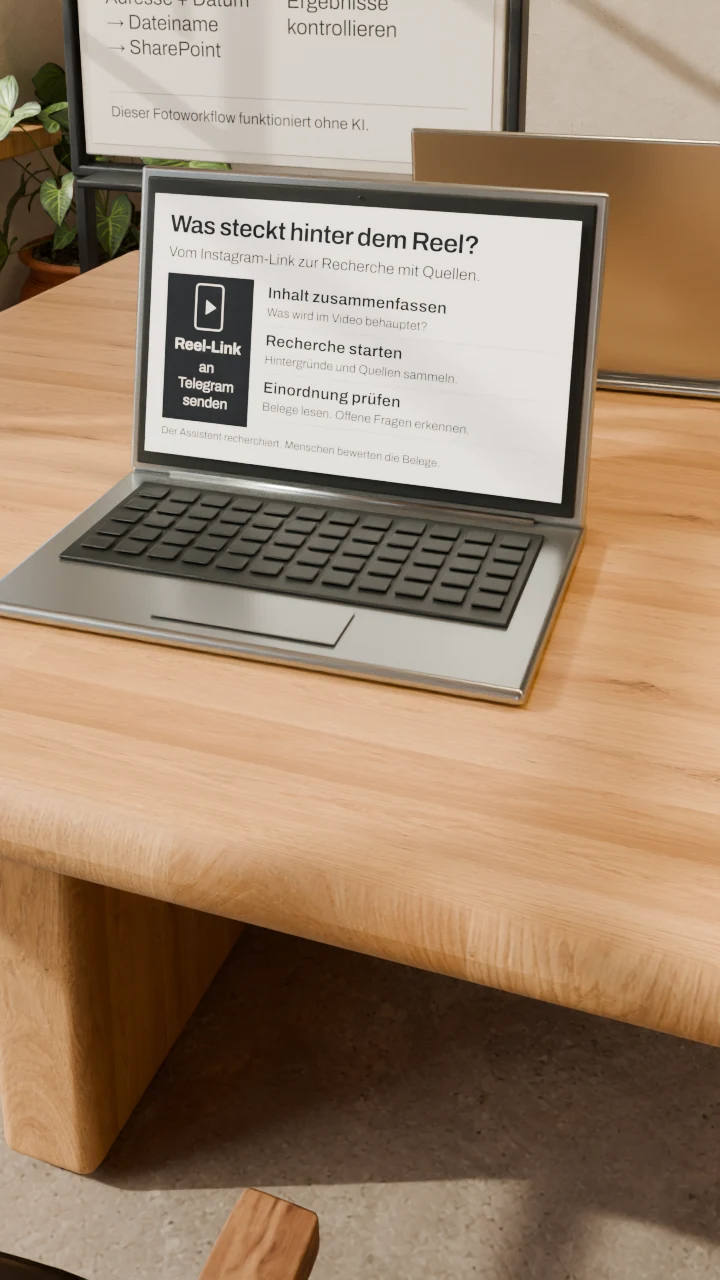 Adresse + Datum
→ Dateiname
→ SharePoint
Ergebnisse
kontrollieren
Dieser Fotoworkflow funktioniert ohne KI.
Was steckt hinter dem Reel?
Vom Instagram-Link zur Recherche mit Quellen.
Reel-Link
an
Telegram
senden
Inhalt zusammenfassen
Was wird im Video behauptet?
Recherche starten
Hintergründe und Quellen sammeln.
Einordnung prüfen
Belege lesen. Offene Fragen erkennen.
Der Assistent recherchiert. Menschen bewerten die Belege.